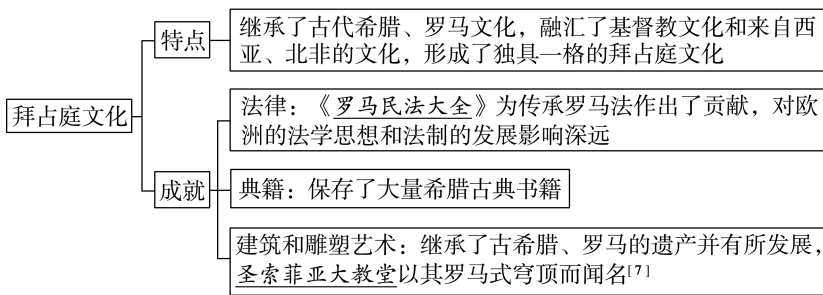 拜占庭文化
特点
继承了古代希腊、罗马文化，融汇了基督教文化和来自西
亚、北非的文化，形成了独具一格的拜占庭文化
成就
法律：《罗马民法大全》为传承罗马法作出了贡献，对欧
洲的法学思想和法制的发展影响深远
典籍：保存了大量希腊古典书籍
建筑和雕塑艺术：继承了古希腊、罗马的遗产并有所发展，
圣索菲亚大教堂以其罗马式穹顶而闻名[7]